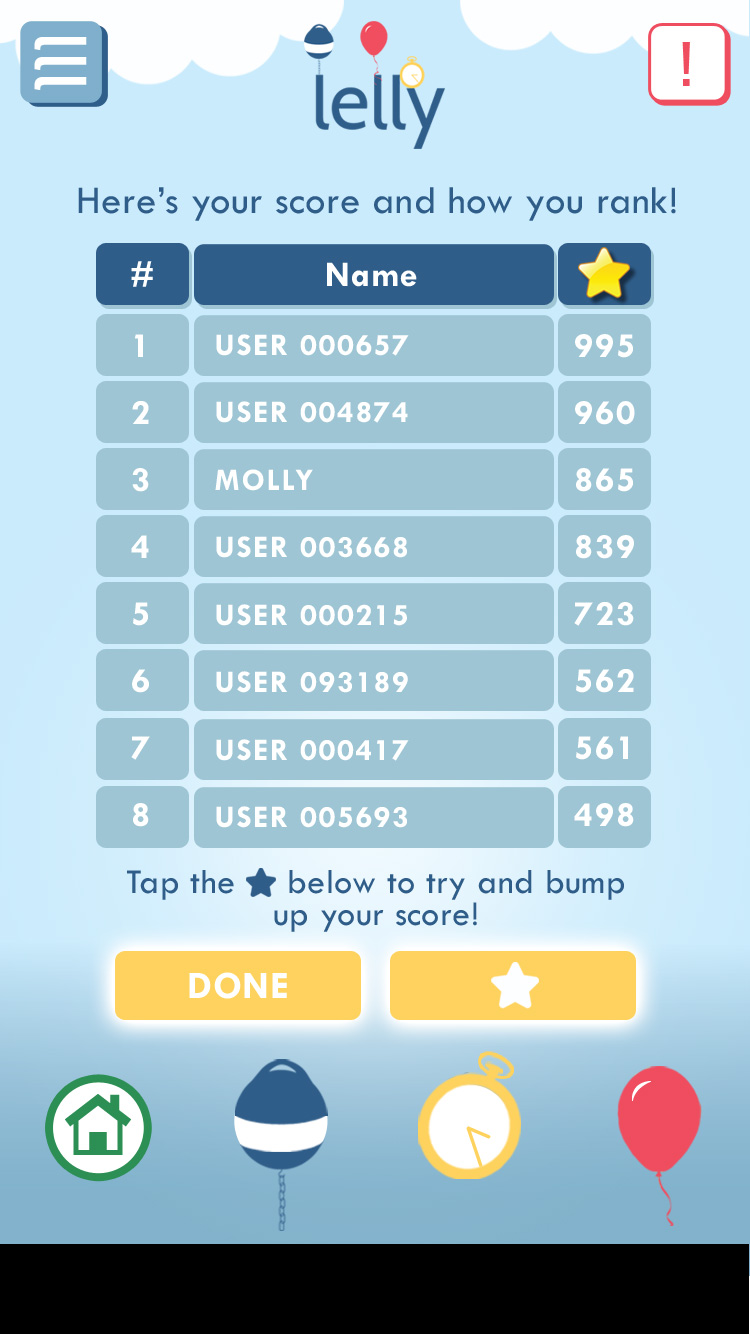 lelly
!
Here's your score and how you rank!
# Name
1 USER 000657 995
2 USER 004874 960
3 MOLLY 865
4 USER 003668 839
5 USER 000215 723
6 USER 093189 562
7 USER 000417 561
8 USER 005693 498
Tap the ★ below to try and bump
up your score!
DONE